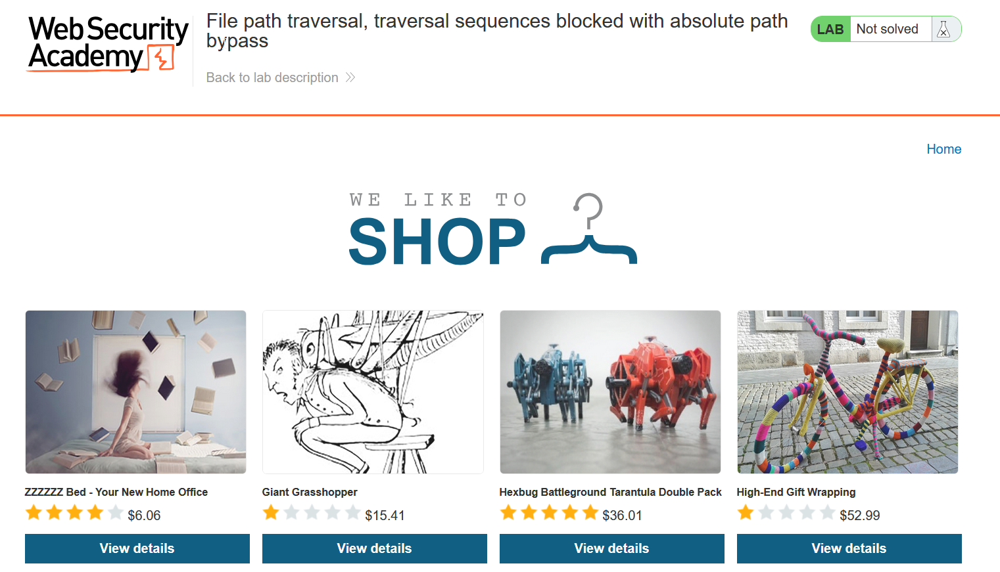 Web Security
Academy
File path traversal, traversal sequences blocked with absolute path
bypass
Back to lab description
LAB Not solved
Home
WE LIKE TO
SHOP
ZZZZZZ Bed - Your New Home Office
$6.06
View details
Giant Grasshopper
$15.41
View details
Hexbug Battleground Tarantula Double Pack
$36.01
View details
High-End Gift Wrapping
$52.99
View details